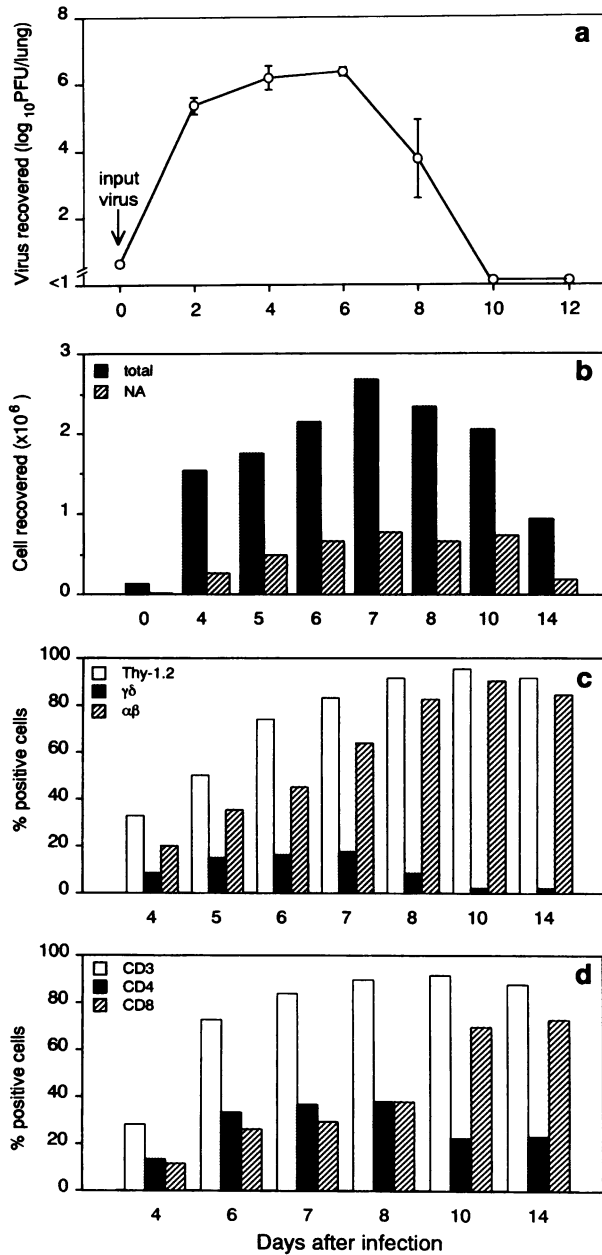 a
Virus recovered (log 10PFU/lung)
8
6
4
2
<1
input
virus
0 2 4 6 8 10 12
b
total
NA
Cell recovered (x10^6)
3
2
1
0
0 4 5 6 7 8 10 14
c
Thy-1.2
γδ
αβ
% positive cells
100
80
60
40
20
0
4 5 6 7 8 10 14
d
CD3
CD4
CD8
% positive cells
100
80
60
40
20
0
4 6 7 8 10 14
Days after infection